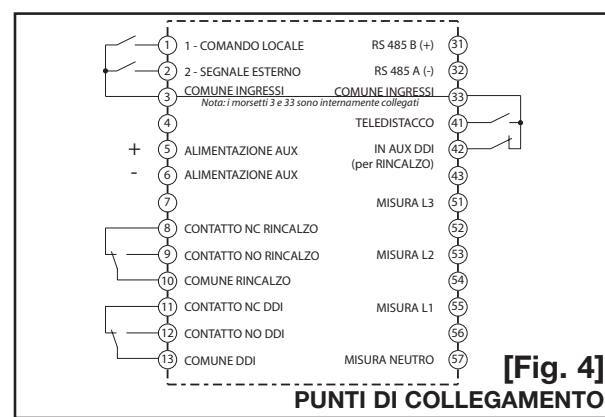 1 1 - COMANDO LOCALE
2 2 - SEGNALE ESTERNO
3 COMUNE INGRESSI
Nota: i morsetti 3 e 33 sono internamente collegati
4
+ 5 ALIMENTAZIONE AUX
- 6 ALIMENTAZIONE AUX
7
8 CONTATTO NC RINCALZO
9 CONTATTO NO RINCALZO
10 COMUNE RINCALZO
11 CONTATTO NC DDI
12 CONTATTO NO DDI
13 COMUNE DDI
RS 485 B (+) 31
RS 485 A (-) 32
COMUNE INGRESSI 33
TELEDISTACCO 41
IN AUX DDI 42
(per RINCALZO)
43
MISURA L3 51
52
MISURA L2 53
54
MISURA L1 55
56
MISURA NEUTRO 57
[Fig. 4]
PUNTI DI COLLEGAMENTO